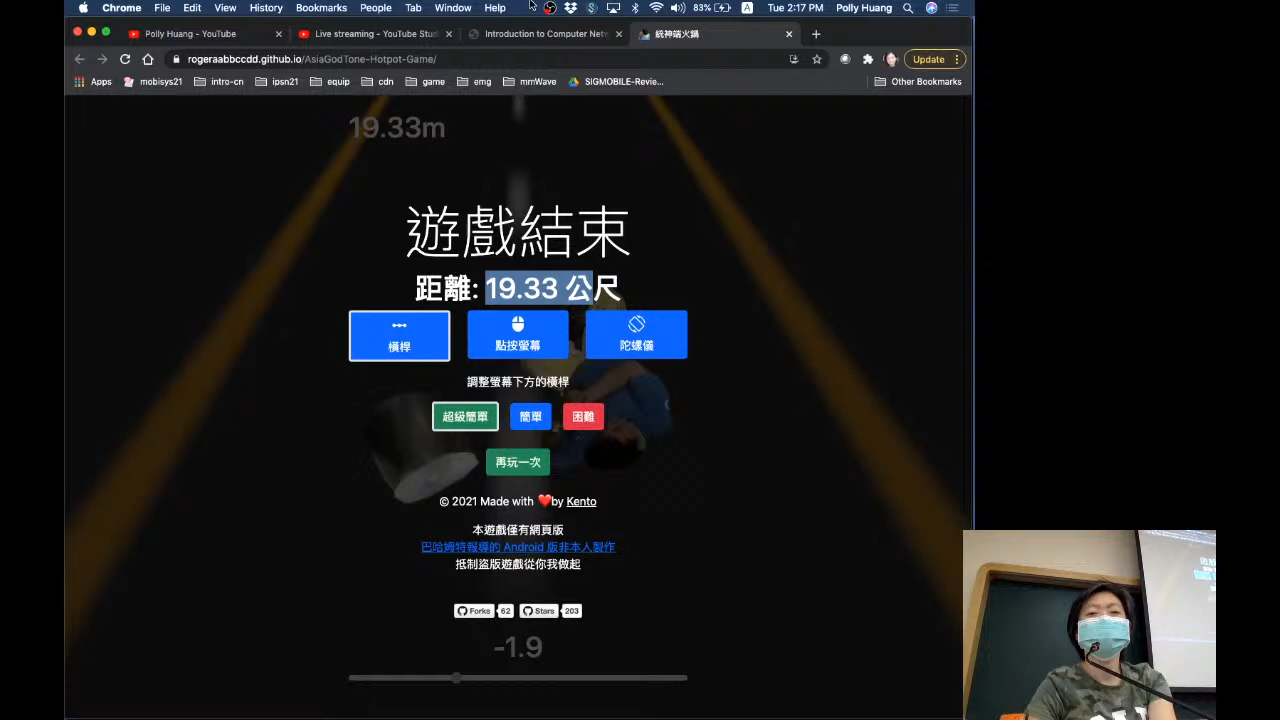 Chrome File Edit View History Bookmarks People Tab Window Help 83% A Tue 2:17 PM Polly Huang
Polly Huang - YouTube
Live streaming - YouTube Stud
Introduction to Computer Netw
統神端火鍋
rogeraabbccdd.github.io/AsiaGodTone-Hotpot-Game/
Update
Apps mobisys21 intro-cn ipsn21 equip cdn game emg mmWave SIGMOBILE-Revie... Other Bookmarks
19.33m
遊戲結束
距離: 19.33 公尺
橫桿
點按螢幕
陀螺儀
調整螢幕下方的橫桿
超級簡單
簡單
困難
再玩一次
© 2021 Made with ❤️by Kento
本遊戲僅有網頁版
巴哈姆特報導的 Android 版非本人製作
抵制盜版遊戲從你我做起
Forks 62 Stars 203
-1.9